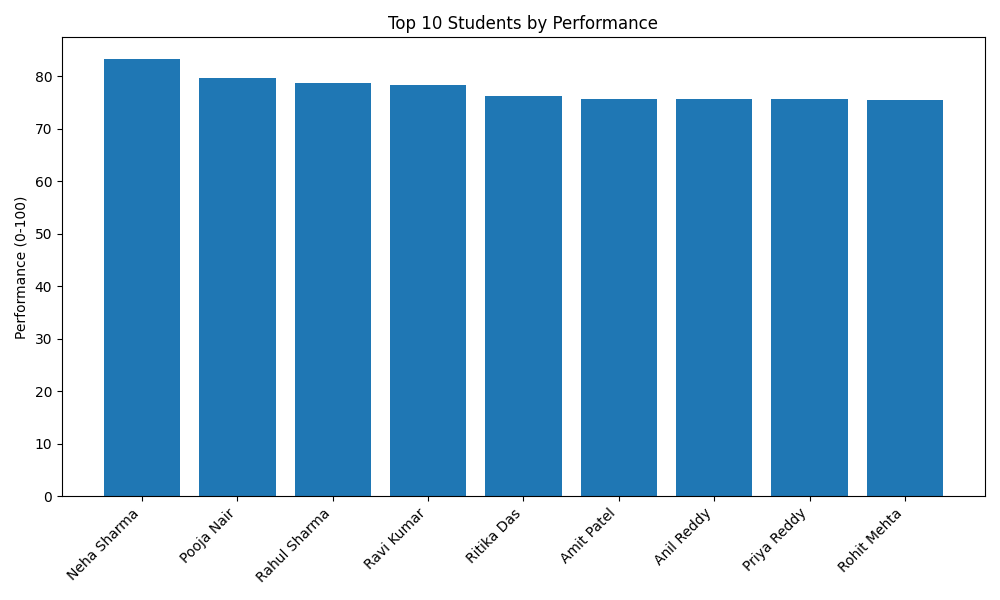 Top 10 Students by Performance
Performance (0-100)
80
70
60
50
40
30
20
10
0
Neha Sharma
Pooja Nair
Rahul Sharma
Ravi Kumar
Ritika Das
Amit Patel
Anil Reddy
Priya Reddy
Rohit Mehta